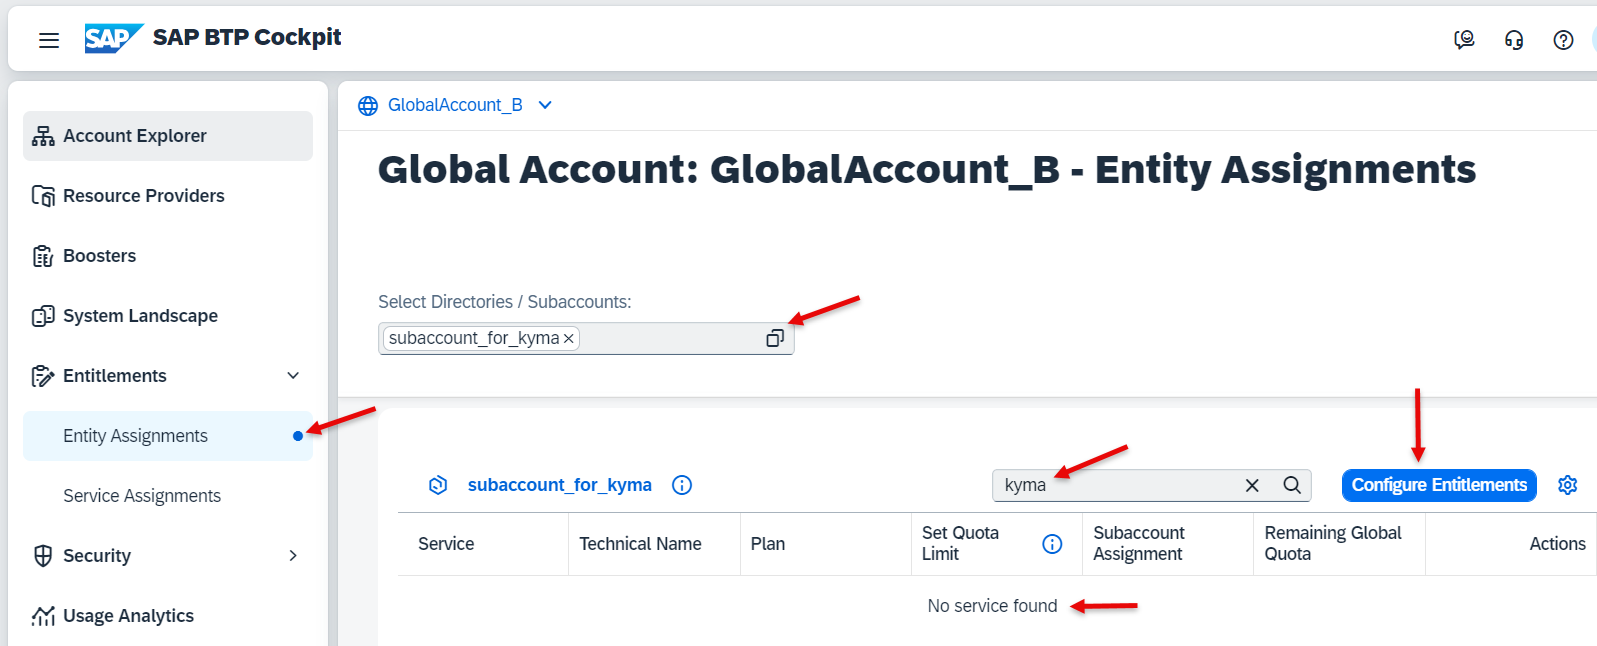 SAP SAP BTP Cockpit
Account Explorer
Resource Providers
Boosters
System Landscape
Entitlements
Entity Assignments
Service Assignments
Security
Usage Analytics
GlobalAccount_B
Global Account: GlobalAccount_B - Entity Assignments
Select Directories / Subaccounts:
subaccount_for_kyma
subaccount_for_kyma
kyma
Configure Entitlements
Service
Technical Name
Plan
Set Quota
Limit
Subaccount
Assignment
Remaining Global
Quota
Actions
No service found